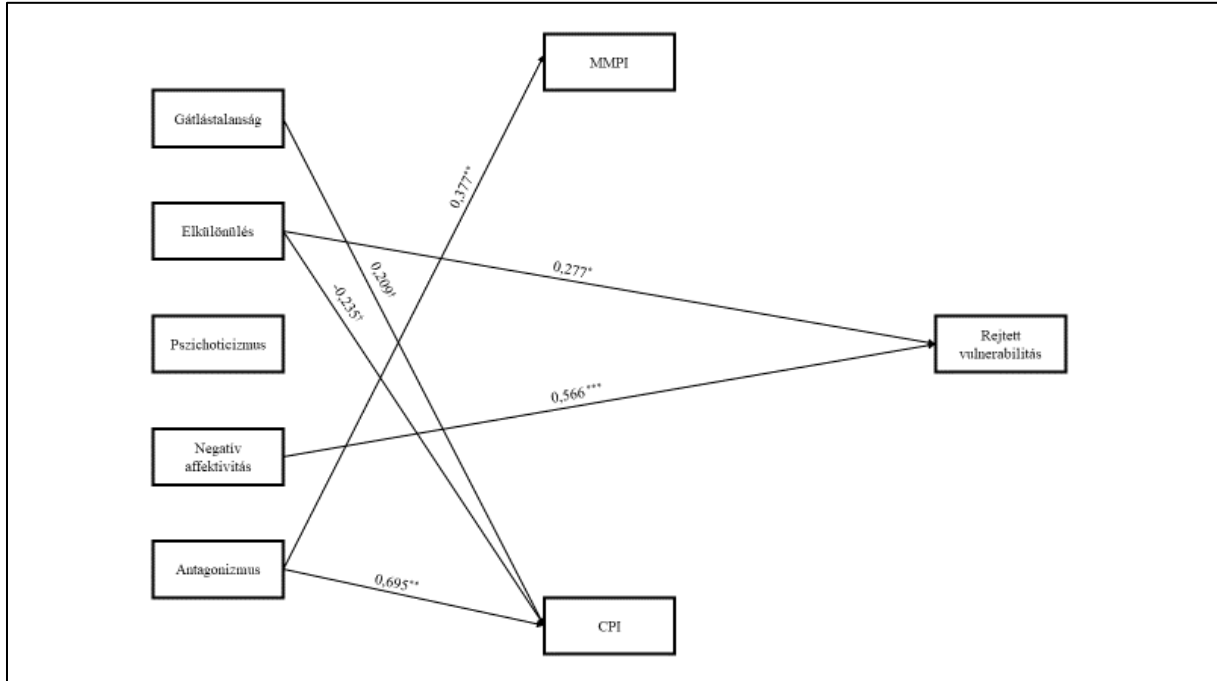 MMPI
Gátlástalanság
0,377**
Elkülönülés
0,277*
0,209†
-0,235†
Pszichoticizmus
Rejtett
vulnerabilitás
0,566***
Negatív
affektivitás
Antagonizmus
0,695**
CPI